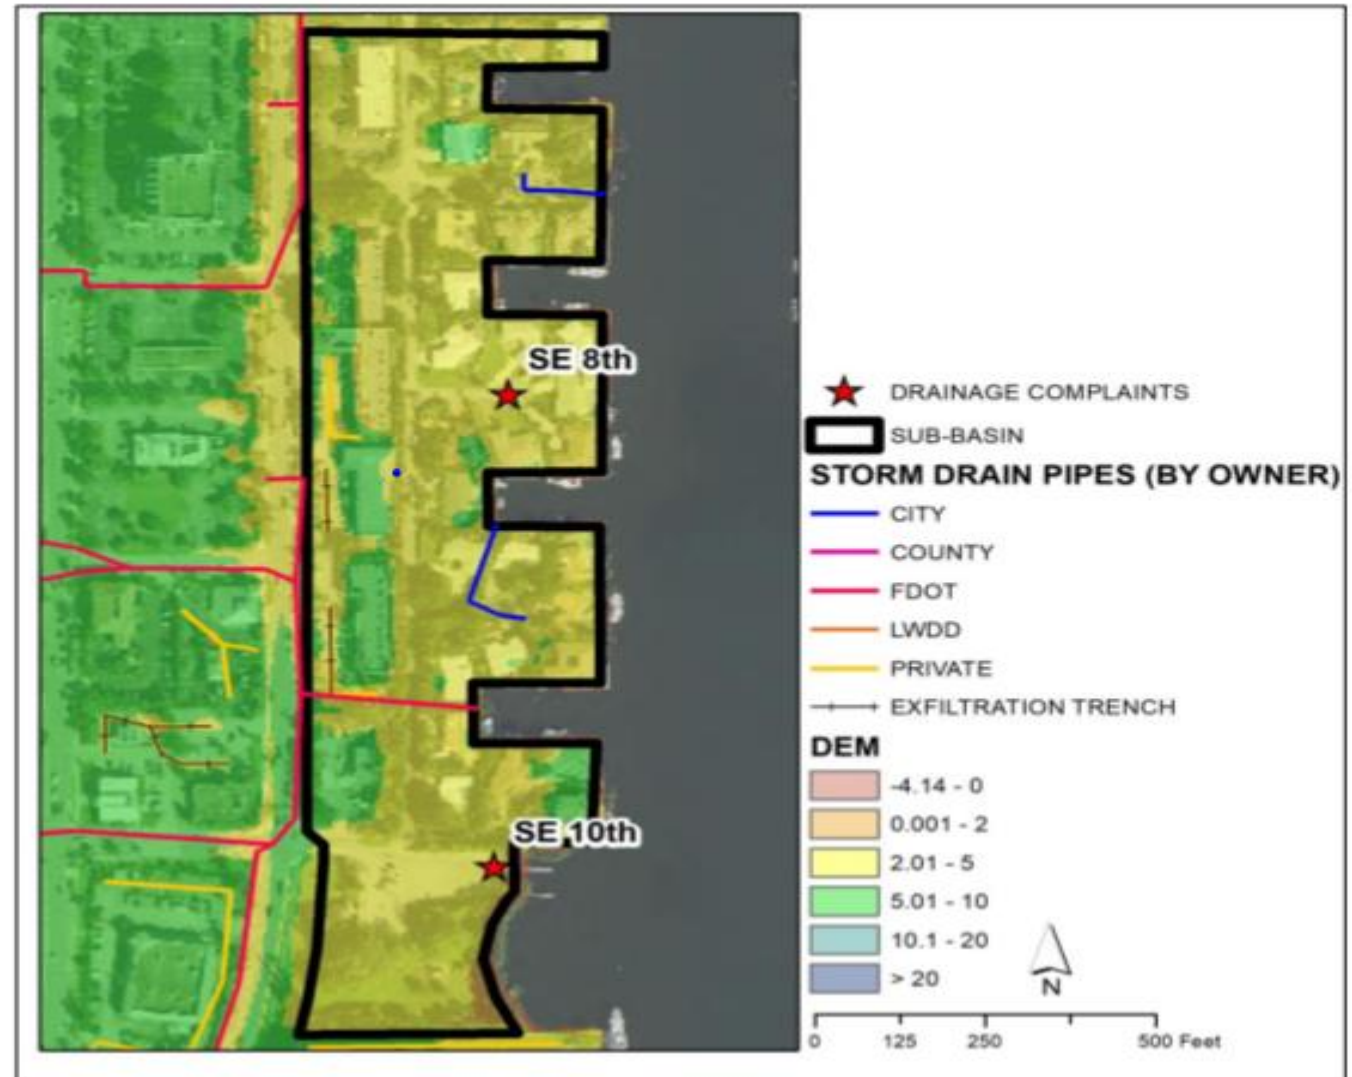 SE 8th
SE 10th
DRAINAGE COMPLAINTS
SUB-BASIN
STORM DRAIN PIPES (BY OWNER)
CITY
COUNTY
FDOT
LWDD
PRIVATE
EXFILTRATION TRENCH
DEM
-4.14 - 0
0.001 - 2
2.01 - 5
5.01 - 10
10.1 - 20
> 20
N
0 125 250 500 Feet